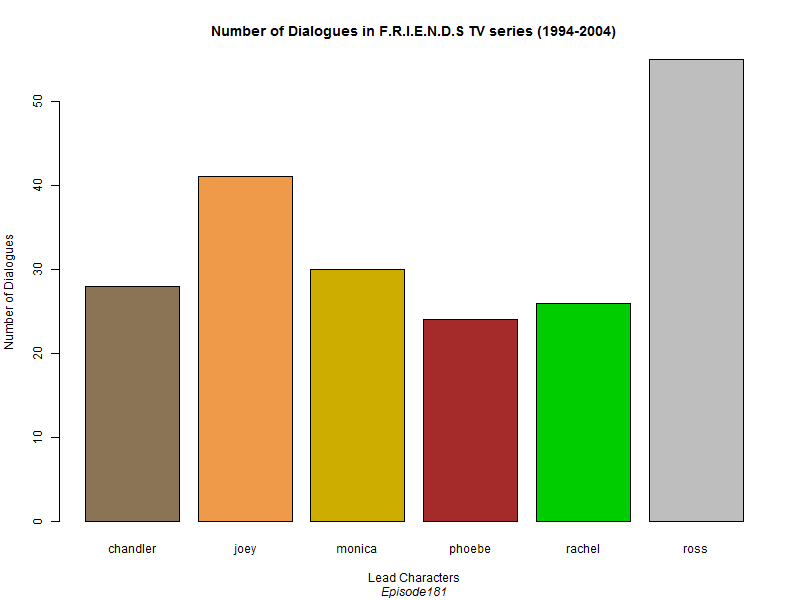 Number of Dialogues in F.R.I.E.N.D.S TV series (1994-2004)
Number of Dialogues
50
40
30
20
10
0
chandler joey monica phoebe rachel ross
Lead Characters
Episode181